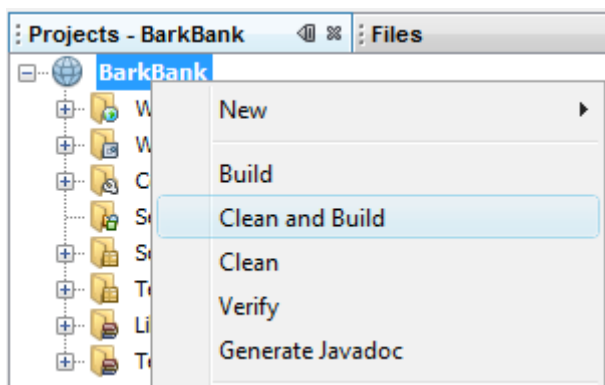 Projects - BarkBank
Files
BarkBank
New
Build
Clean and Build
Clean
Verify
Generate Javadoc